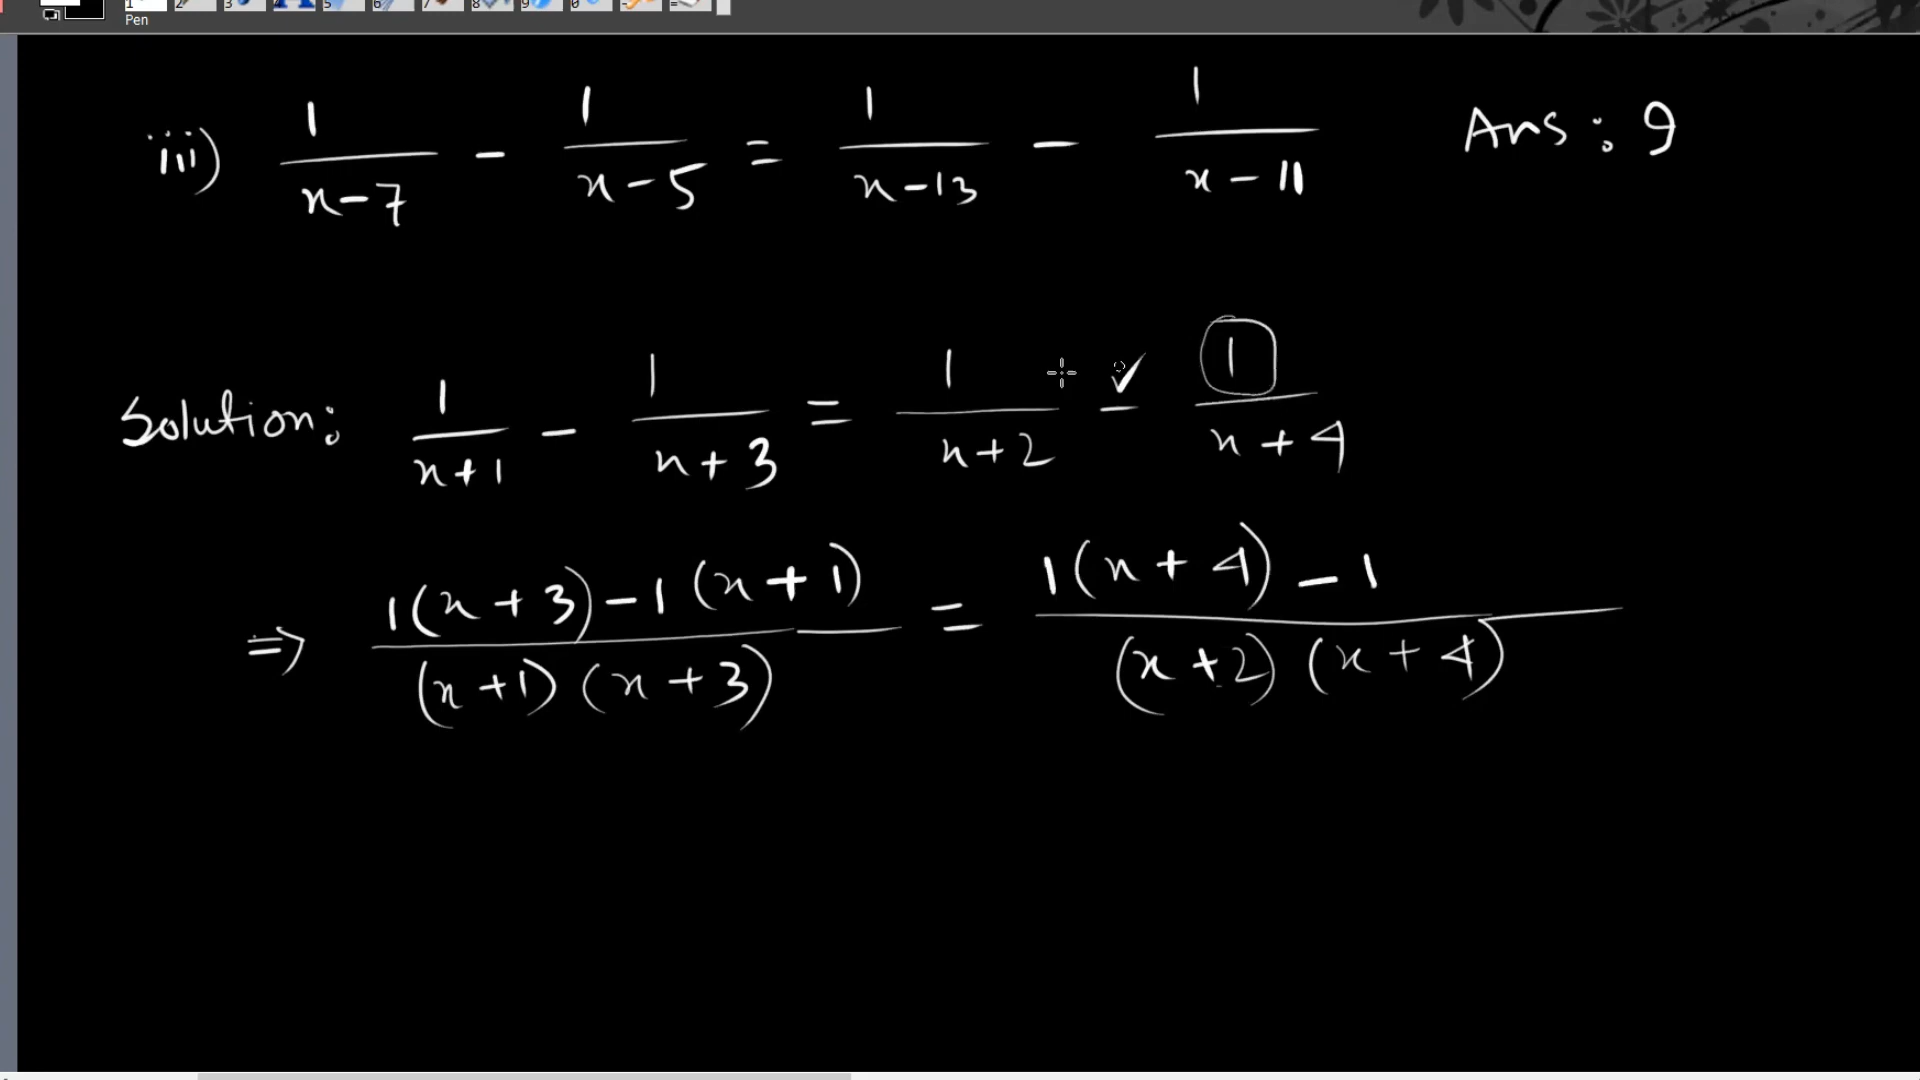 Pen
iii) 1/(x-7) - 1/(x-5) = 1/(x-13) - 1/(x-11) Ans: 9
Solution: 1/(x+1) - 1/(x+3) = 1/(x+2) - 1/(x+4)
⇒ (1(x+3)-1(x+1))/((x+1)(x+3)) = (1(x+4)-1)/((x+2)(x+4))